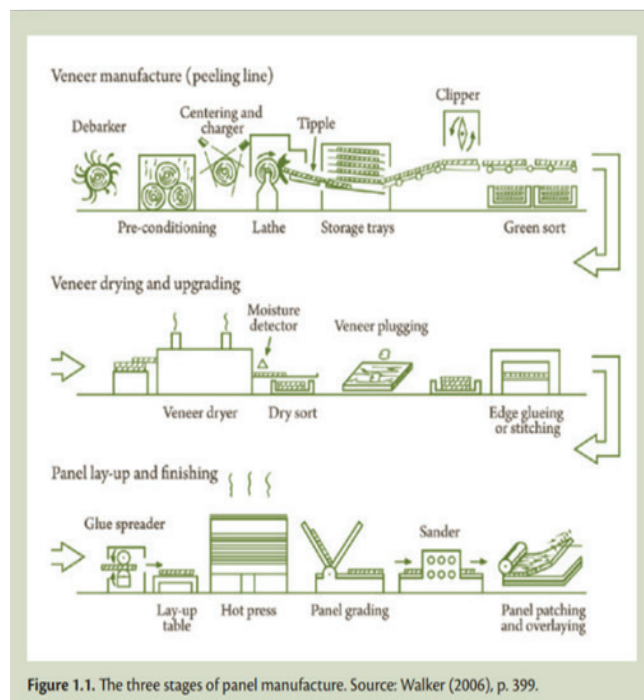 Veneer manufacture (peeling line)
Debarker
Centering and
charger
Tipple
Clipper
Pre-conditioning
Lathe
Storage trays
Green sort
Veneer drying and upgrading
Moisture
detector
Veneer plugging
Veneer dryer
Dry sort
Edge glueing
or stitching
Panel lay-up and finishing
Glue spreader
Sander
Lay-up
table
Hot press
Panel grading
Panel patching
and overlaying
Figure 1.1. The three stages of panel manufacture. Source: Walker (2006), p. 399.